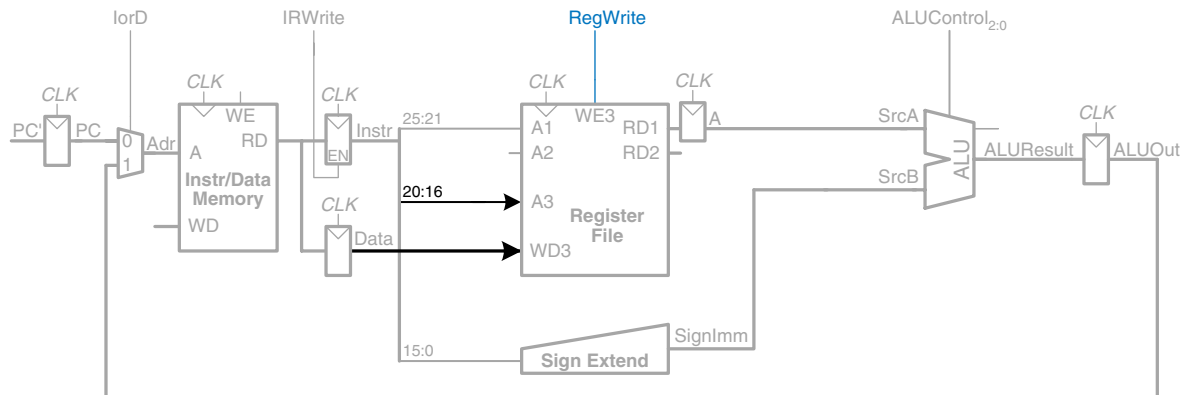 IorD IRWrite RegWrite ALUControl2:0
CLK CLK CLK CLK CLK CLK
WE WE3
PC' PC 0 Adr RD Instr 25:21 A1 RD1 A SrcA
1 A EN A2 RD2 ALU ALUResult ALUOut
Instr/Data
Memory
SrcB
20:16 A3
CLK
WD Register
File
Data WD3
SignImm
15:0 Sign Extend